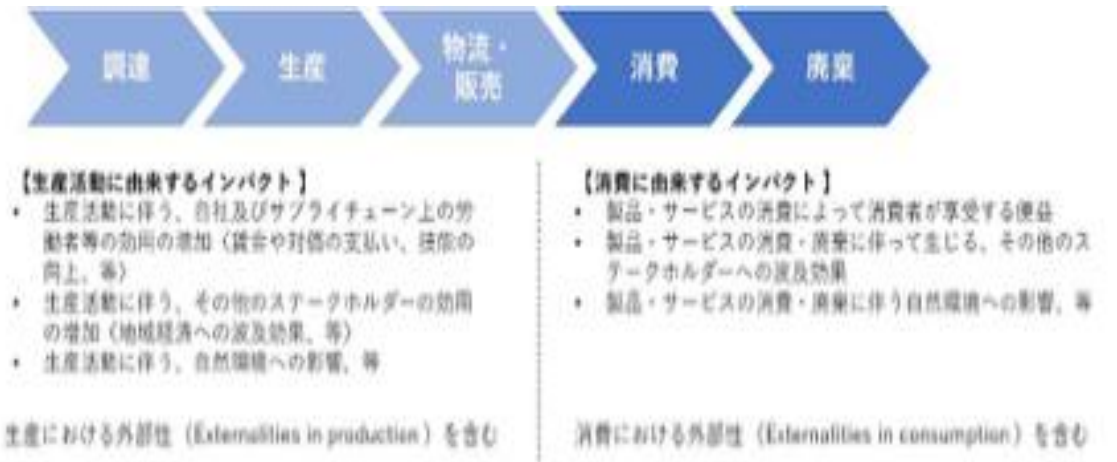 調達
生産
物流・
販売
消費
廃棄
【生産活動に由来するインパクト】
• 生産活動に伴う、自社及びサプライチェーン上の労
働者等の効用の増加（賃金や対価の支払い、技能の
向上、等）
• 生産活動に伴う、その他のステークホルダーの効用
の増加（地域経済への波及効果、等）
• 生産活動に伴う、自然環境への影響、等
生産における外部性（Externalities in production）を含む
【消費に由来するインパクト】
• 製品・サービスの消費によって消費者が享受する便益
• 製品・サービスの消費・廃棄に伴って生じる、その他のス
テークホルダーへの波及効果
• 製品・サービスの消費・廃棄に伴う自然環境への影響、等
消費における外部性（Externalities in consumption）を含む